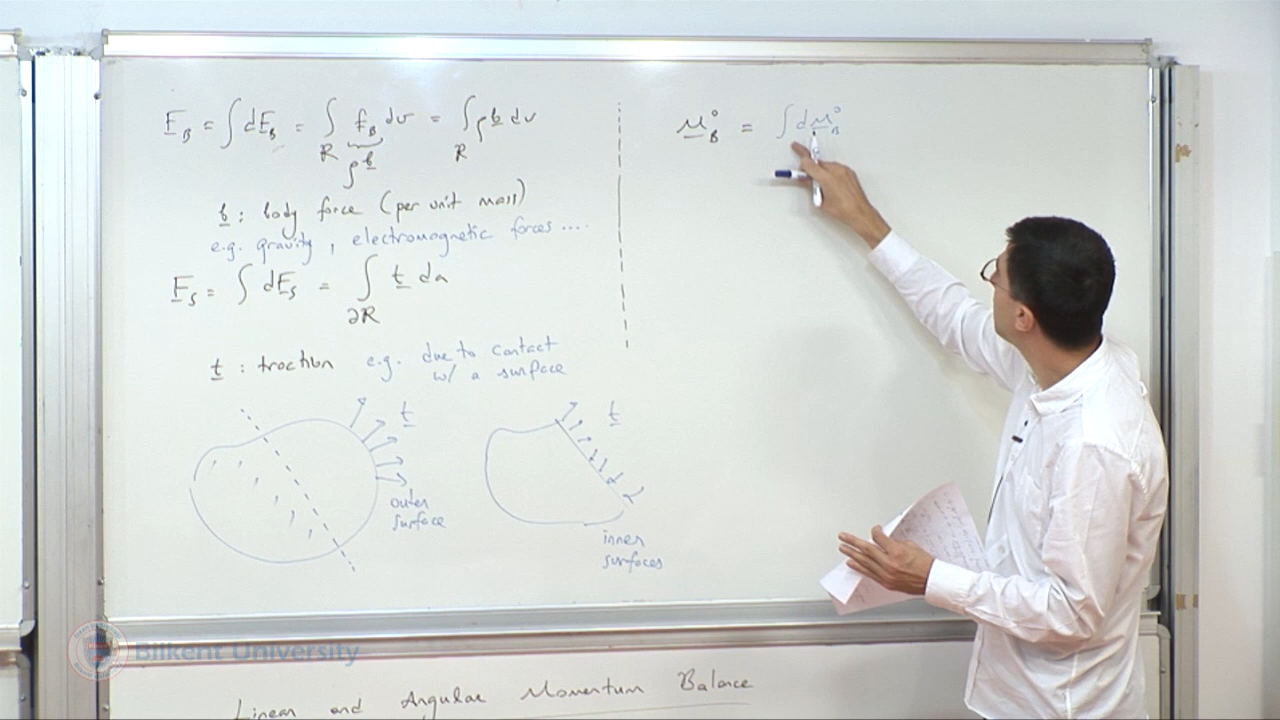 F_B = ∫dF_B = ∫_R f_B dv = ∫_R ρb dv
ρb
b : body force (per unit mass)
e.g. gravity, electromagnetic forces ....
F_S = ∫dF_S = ∫_∂R t da
t : traction e.g. due to contact
w/ a surface
t
outer
surface
t
inner
surfaces
μ°_B = ∫dμ°_B
Bilkent University
Linear and Angular Momentum Balance